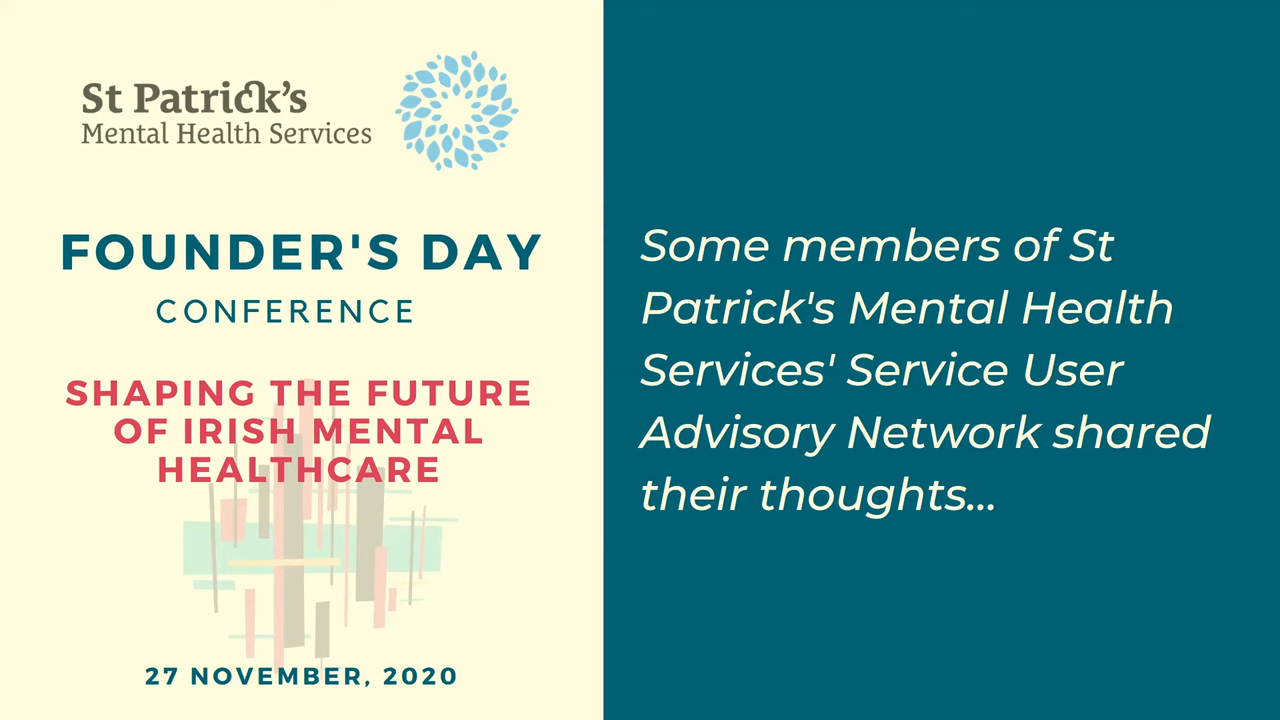 St Patrick's
Mental Health Services
FOUNDER'S DAY
CONFERENCE
SHAPING THE FUTURE
OF IRISH MENTAL
HEALTHCARE
27 NOVEMBER, 2020
Some members of St
Patrick's Mental Health
Services' Service User
Advisory Network shared
their thoughts...